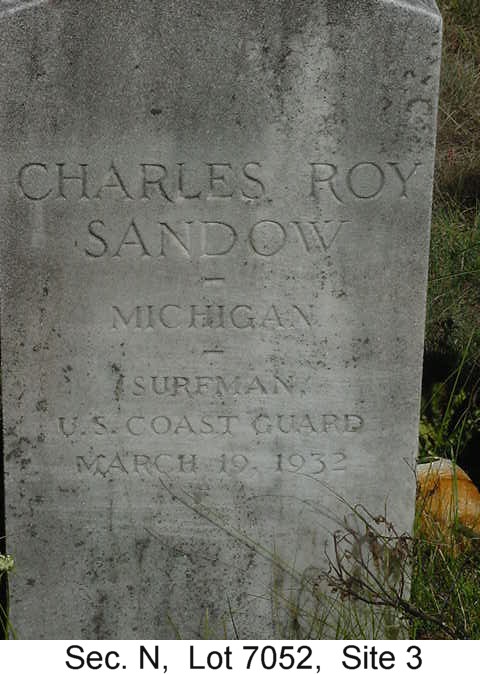 CHARLES ROY
SANDOW
–
MICHIGAN
–
SURFMAN,
U.S. COAST GUARD
MARCH 19, 1932
Sec. N, Lot 7052, Site 3